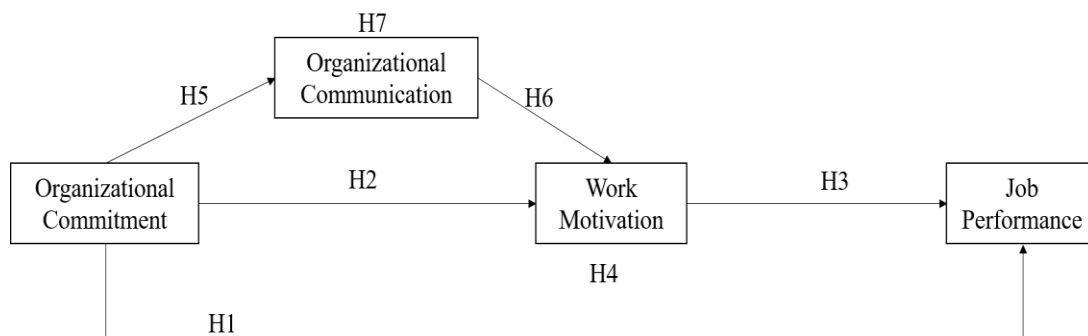 H7
Organizational
Communication
H5
H6
Organizational
Commitment
H2
Work
Motivation
H3
Job
Performance
H4
H1